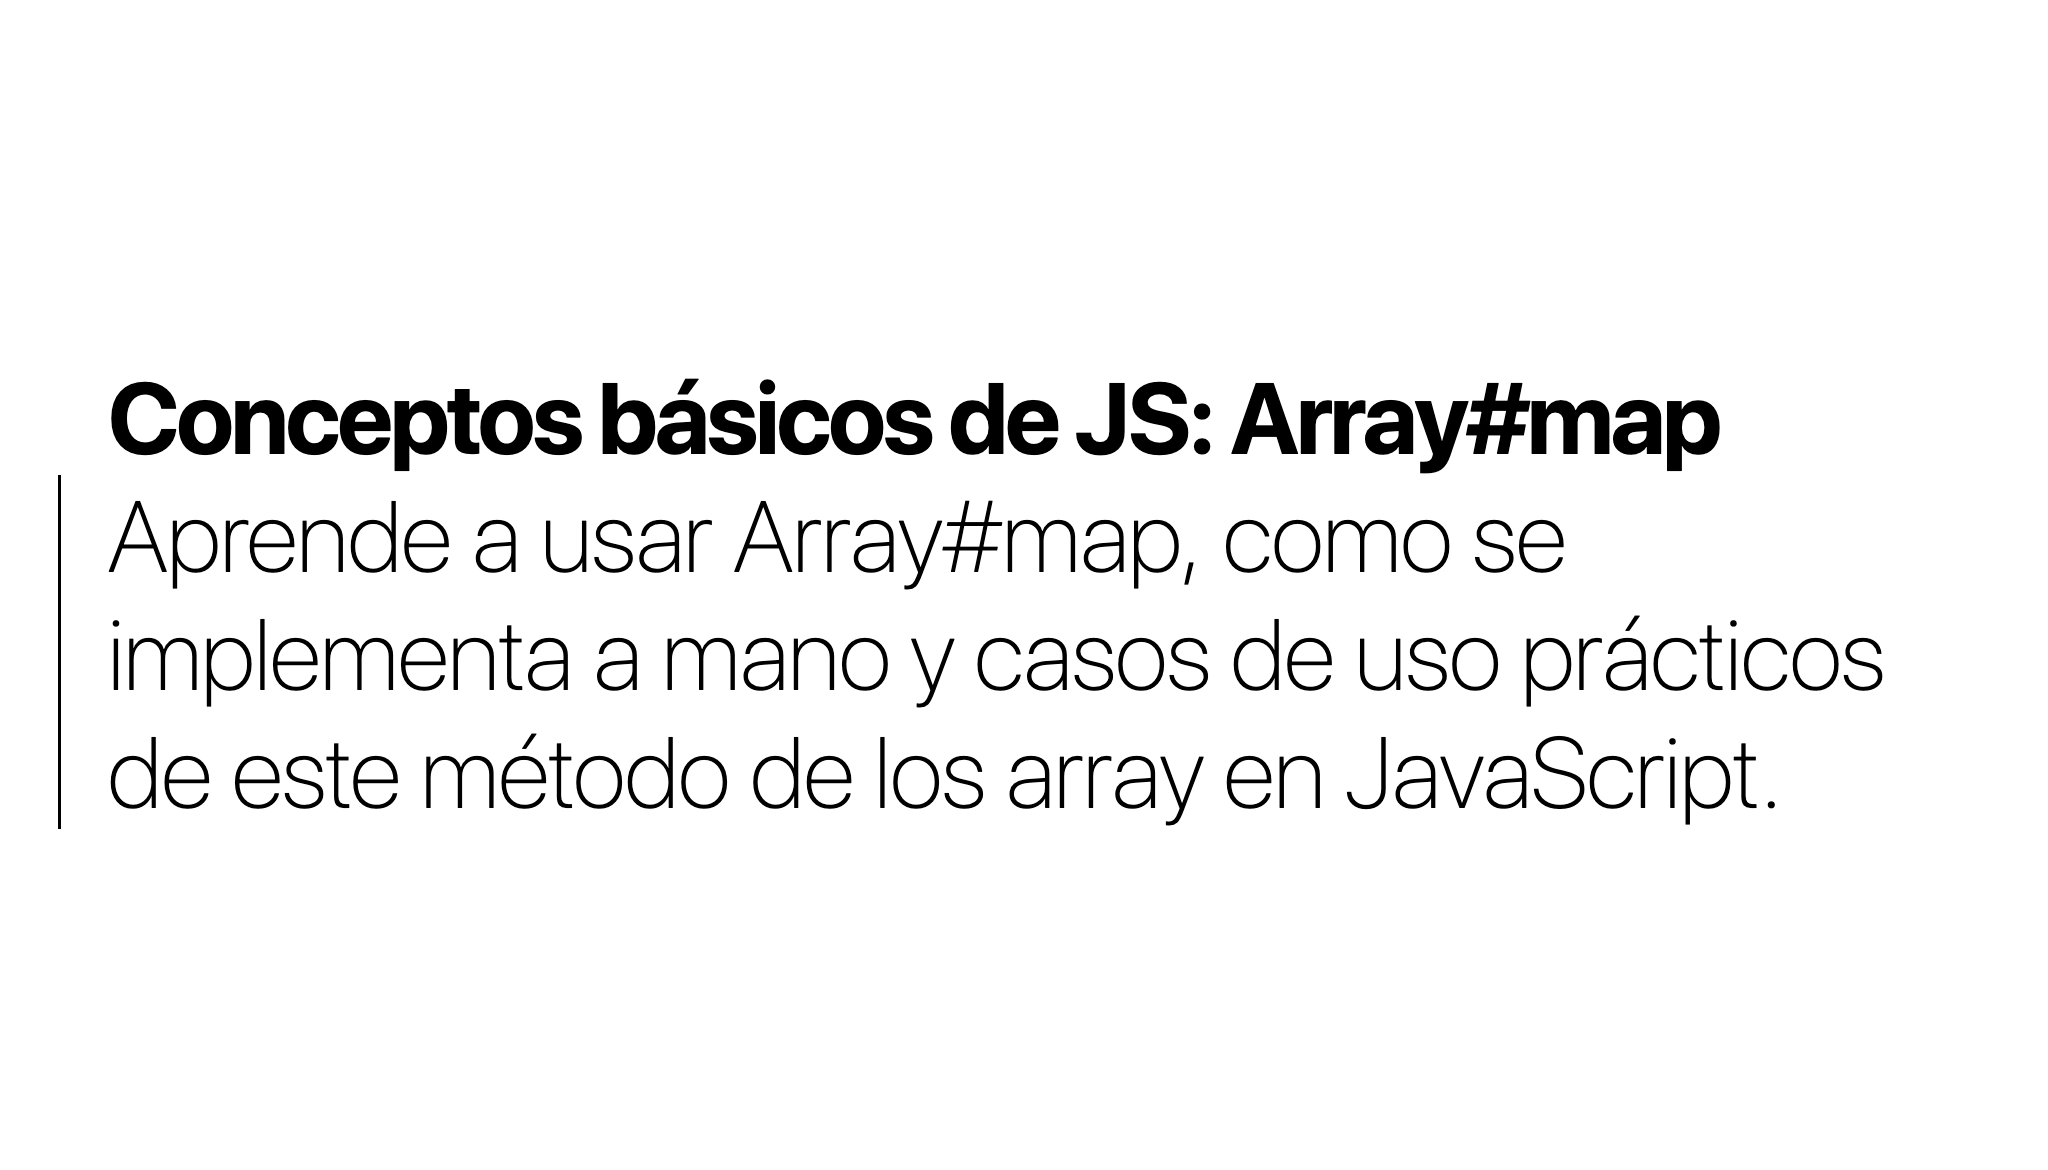 Conceptos básicos de JS: Array#map
Aprende a usar Array#map, como se
implementa a mano y casos de uso prácticos
de este método de los array en JavaScript.